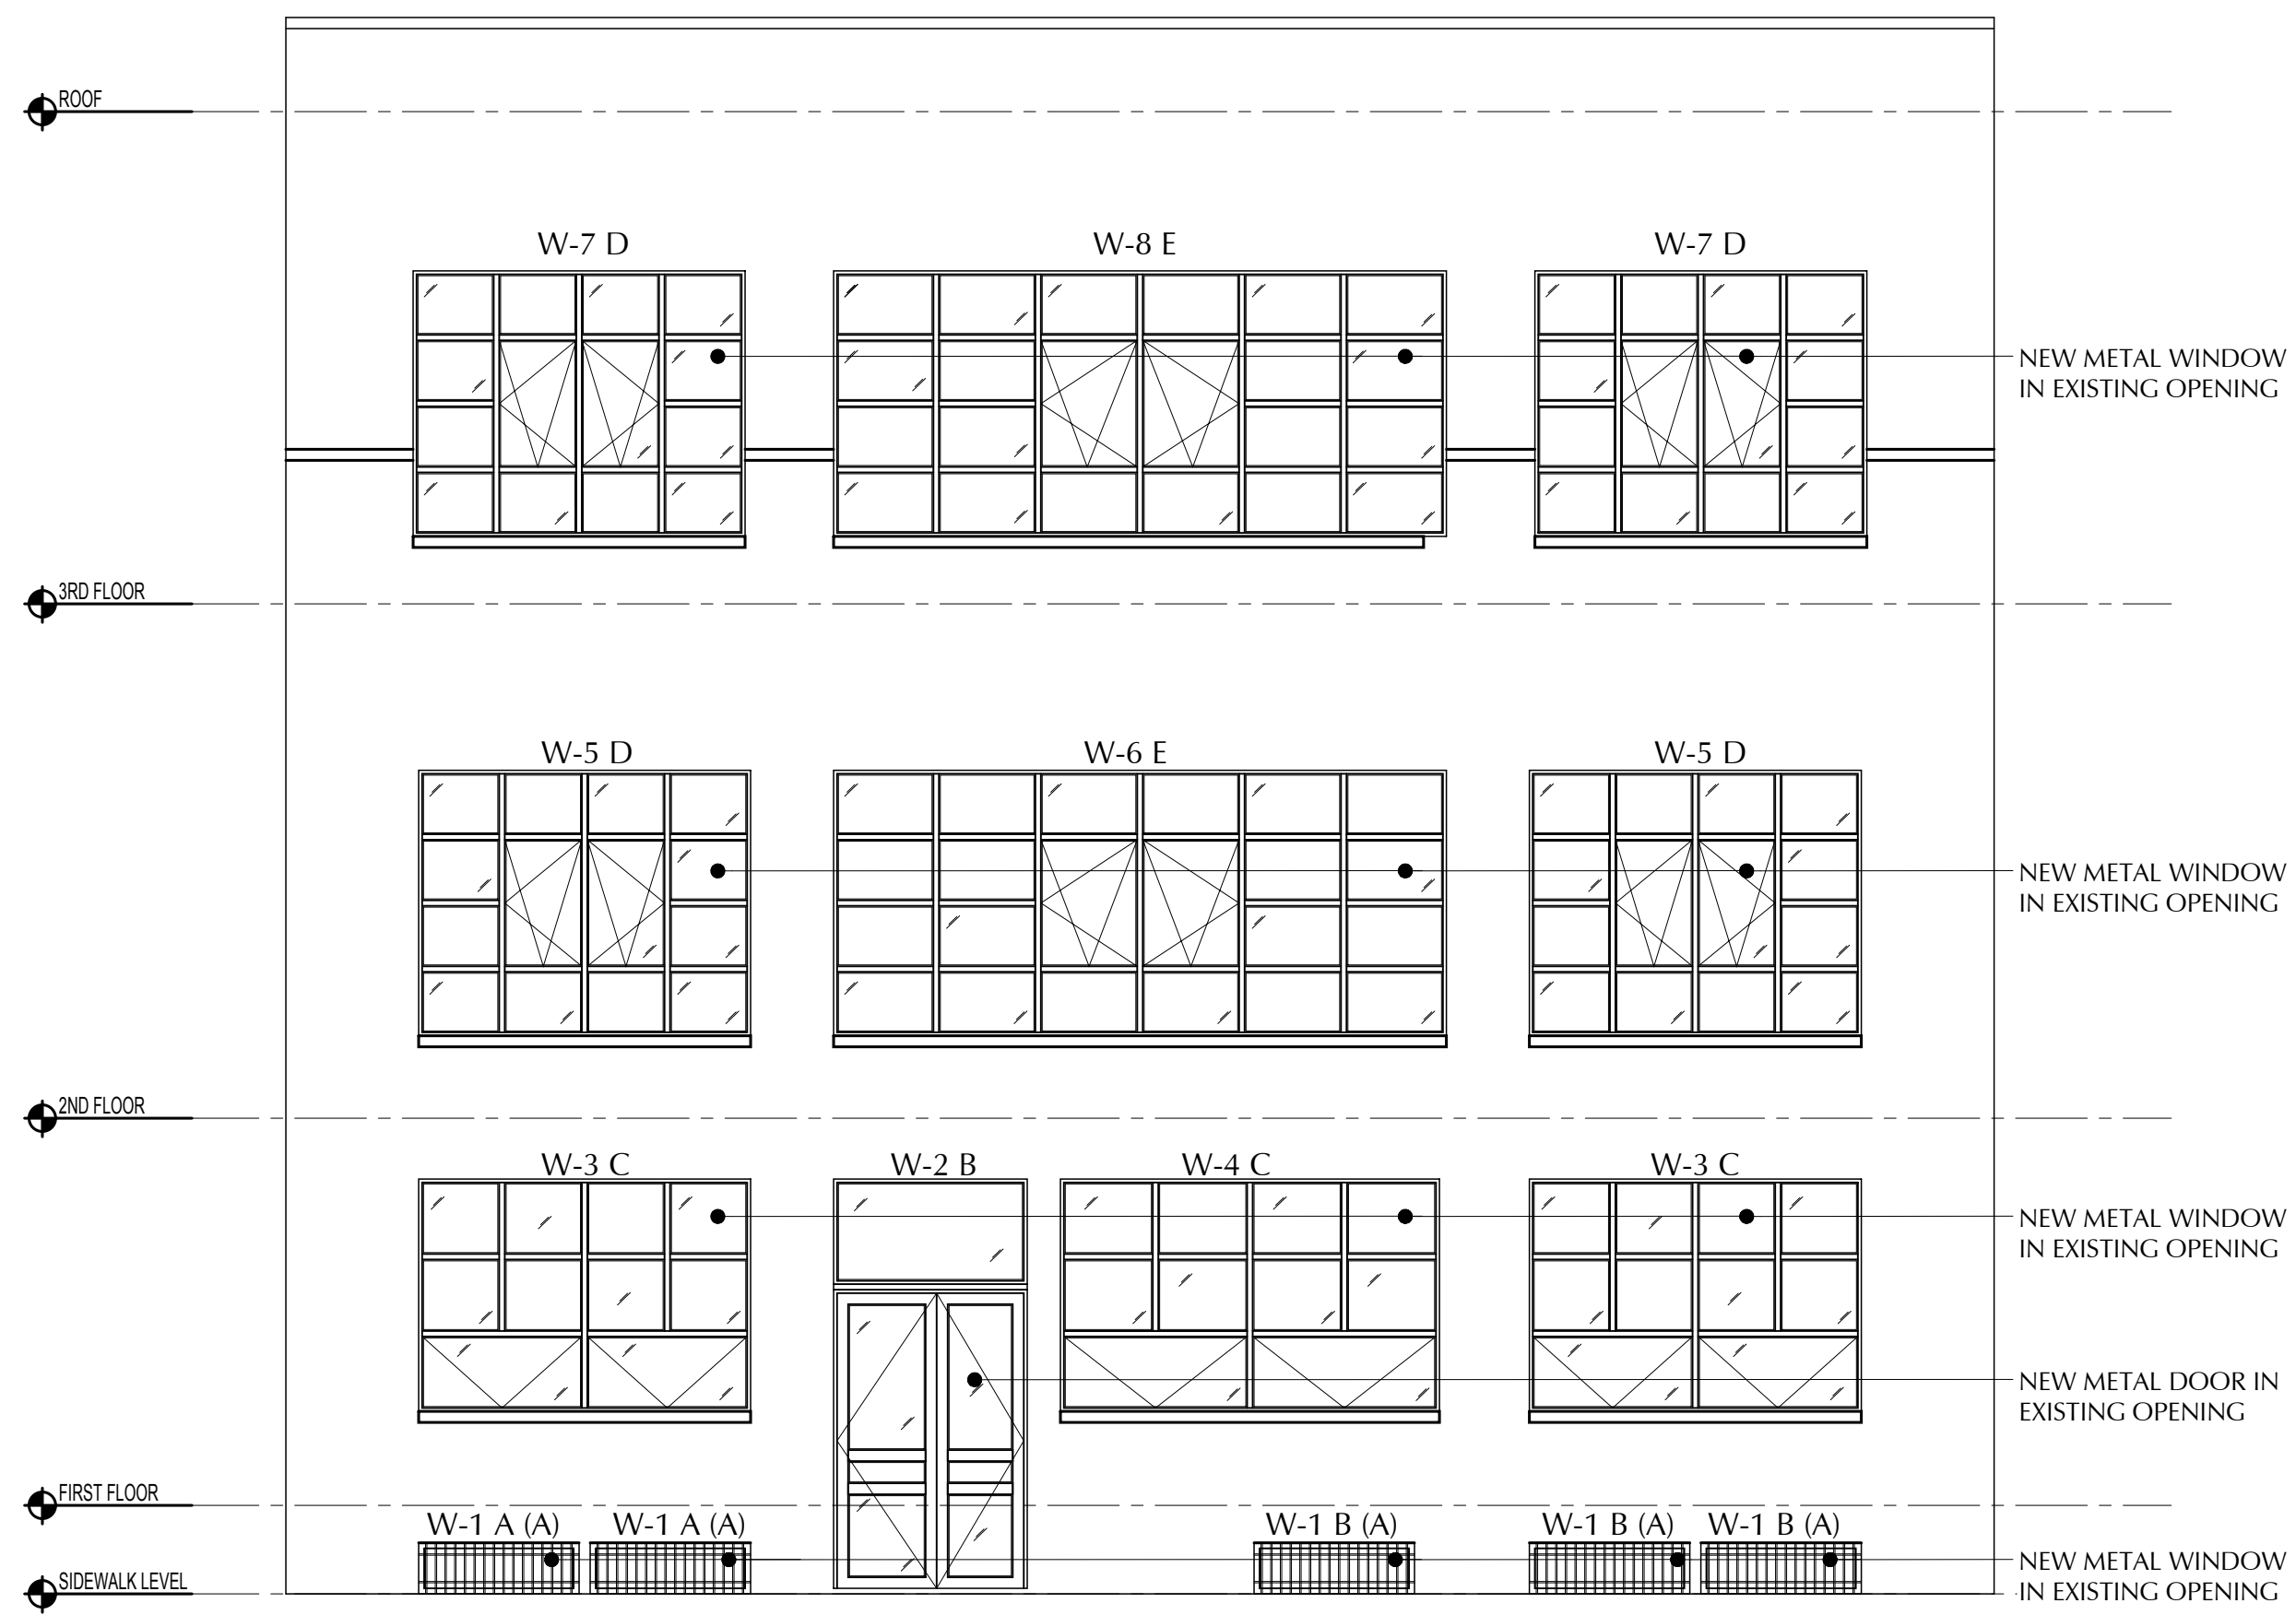 ROOF
W-7 D
W-8 E
W-7 D
NEW METAL WINDOW
IN EXISTING OPENING
3RD FLOOR
W-5 D
W-6 E
W-5 D
NEW METAL WINDOW
IN EXISTING OPENING
2ND FLOOR
W-3 C
W-2 B
W-4 C
W-3 C
NEW METAL WINDOW
IN EXISTING OPENING
NEW METAL DOOR IN
EXISTING OPENING
FIRST FLOOR
W-1 A (A)
W-1 A (A)
W-1 B (A)
W-1 B (A)
W-1 B (A)
SIDEWALK LEVEL
NEW METAL WINDOW
IN EXISTING OPENING